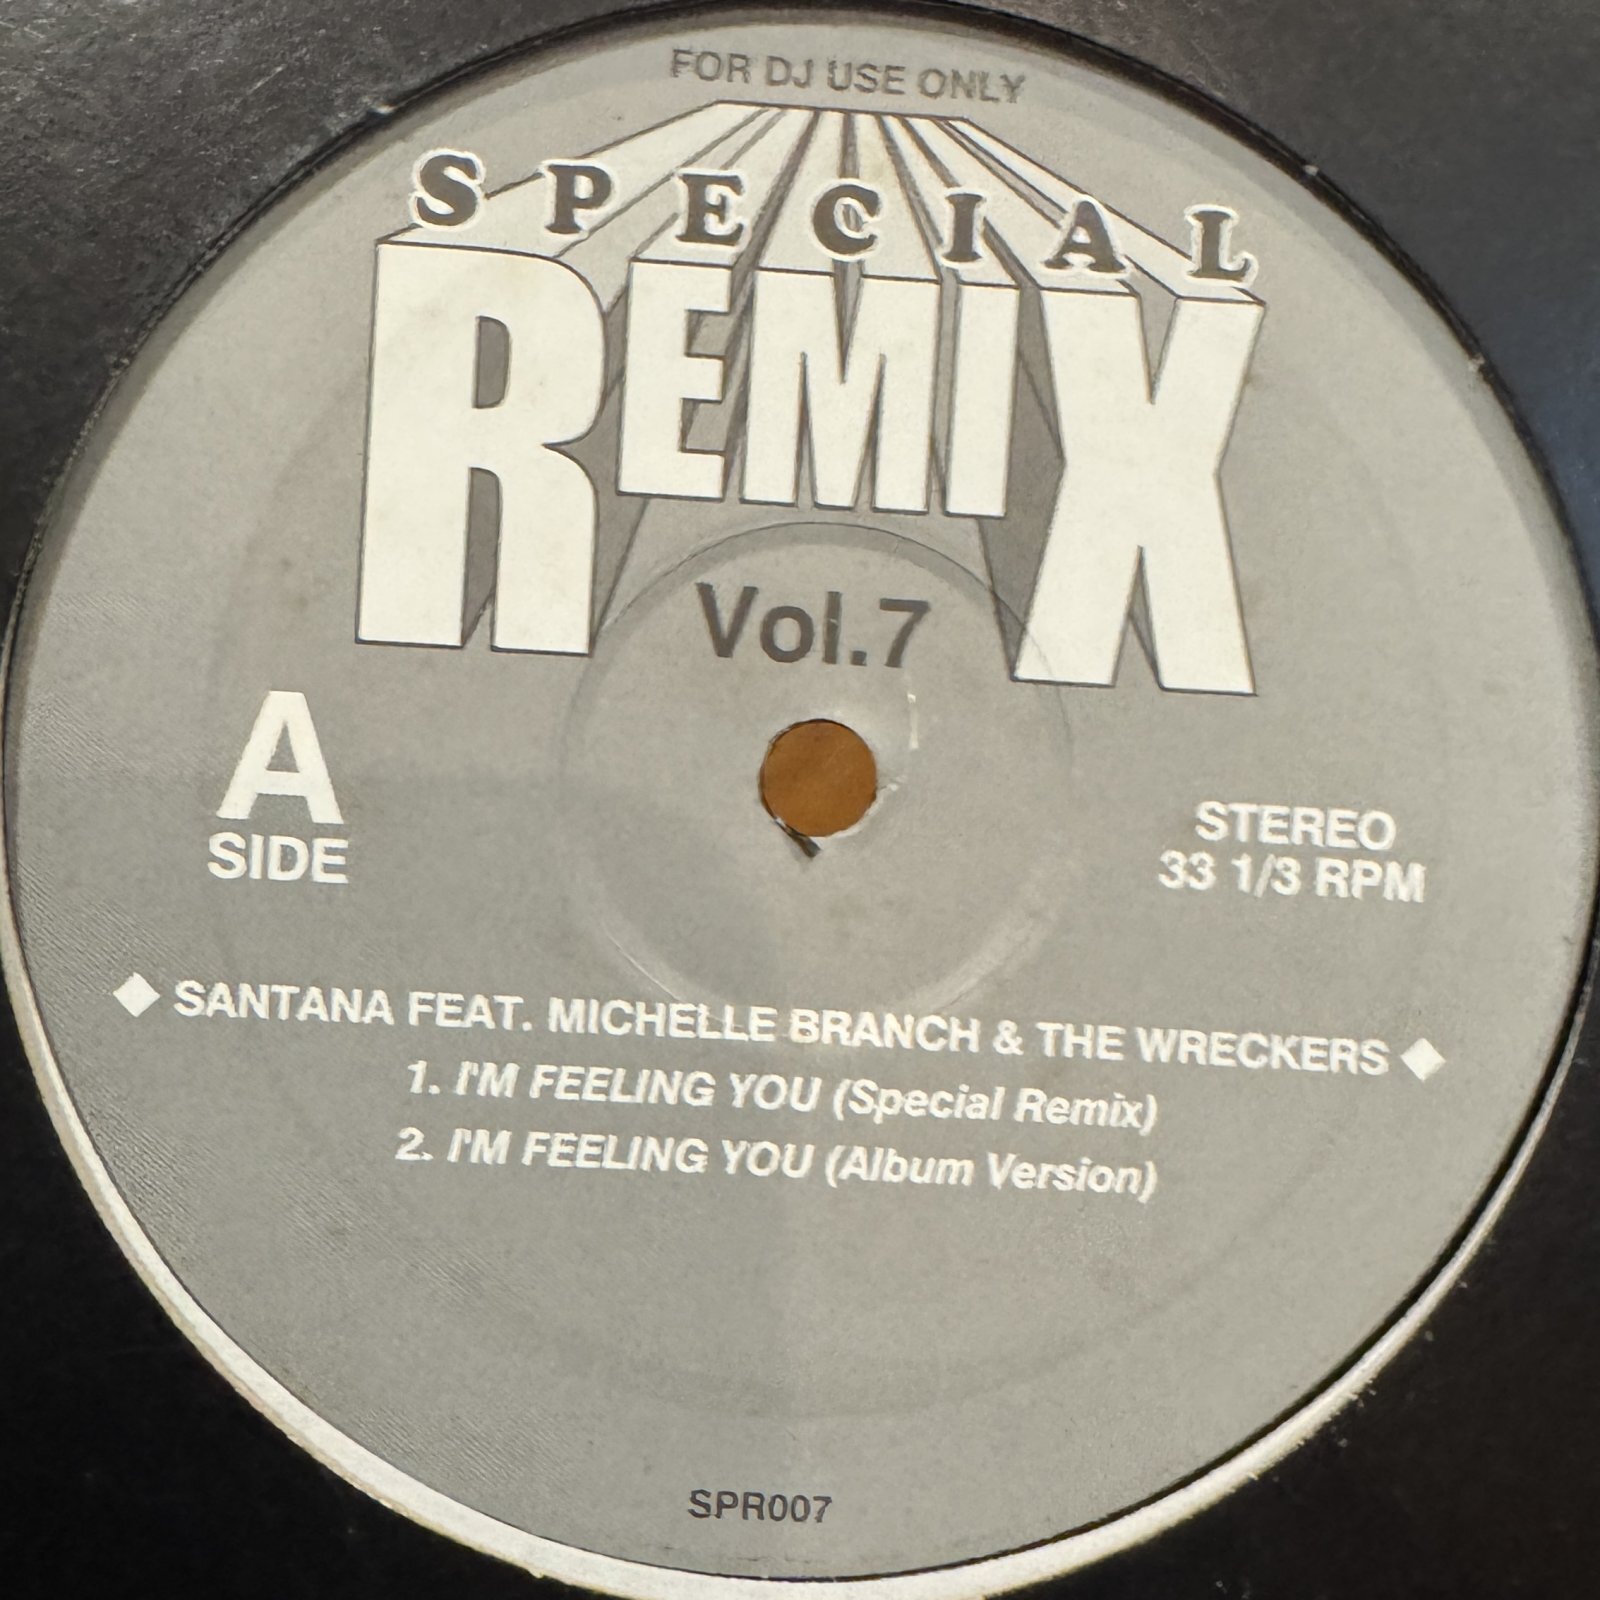 FOR DJ USE ONLY
SPECIAL
REMIX
Vol.7
A
SIDE
STEREO
33 1/3 RPM
SANTANA FEAT. MICHELLE BRANCH & THE WRECKERS
1. I'M FEELING YOU (Special Remix)
2. I'M FEELING YOU (Album Version)
SPR007